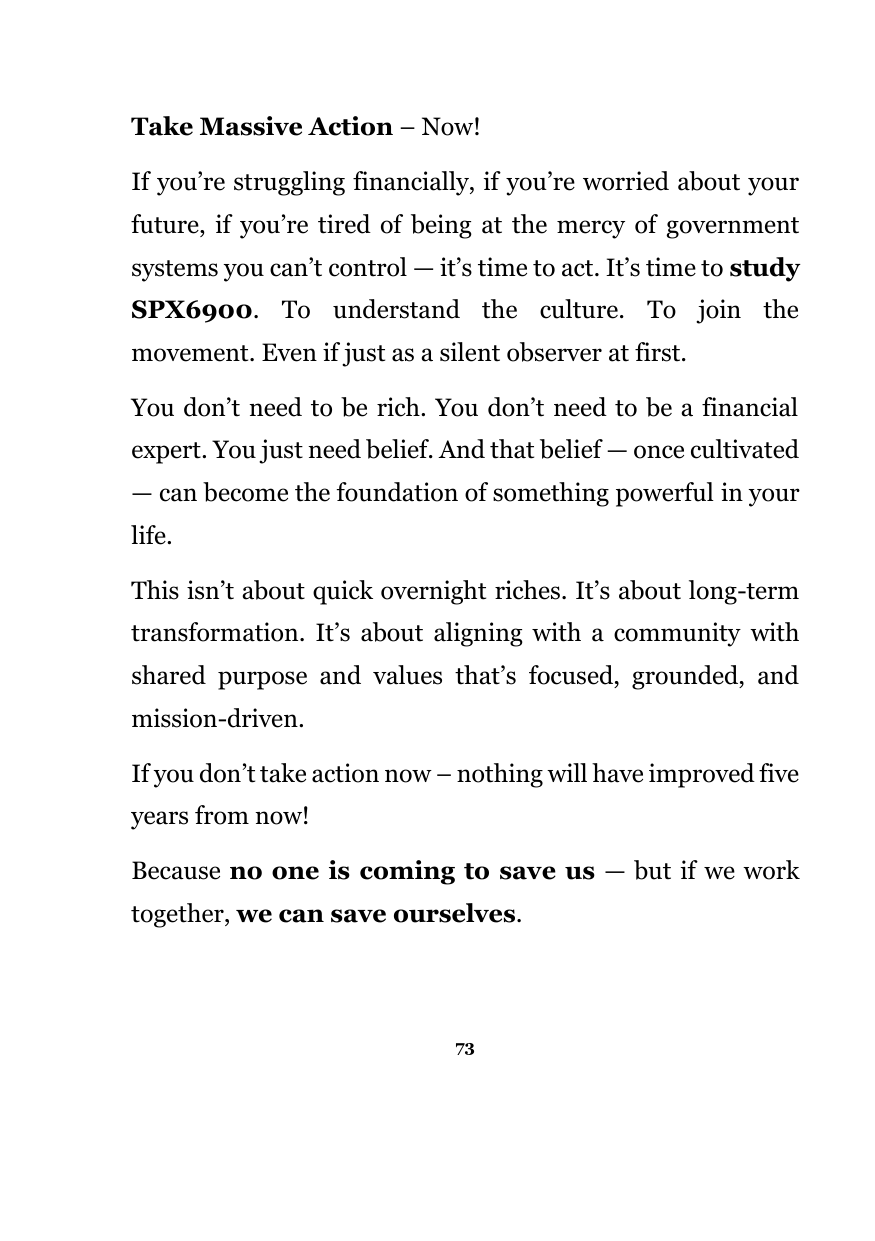 Take Massive Action – Now!
If you’re struggling financially, if you’re worried about your
future, if you’re tired of being at the mercy of government
systems you can’t control — it’s time to act. It’s time to study
SPX6900. To understand the culture. To join the
movement. Even if just as a silent observer at first.
You don’t need to be rich. You don’t need to be a financial
expert. You just need belief. And that belief — once cultivated
— can become the foundation of something powerful in your
life.
This isn’t about quick overnight riches. It’s about long-term
transformation. It’s about aligning with a community with
shared purpose and values that’s focused, grounded, and
mission-driven.
If you don’t take action now – nothing will have improved five
years from now!
Because no one is coming to save us — but if we work
together, we can save ourselves.
73